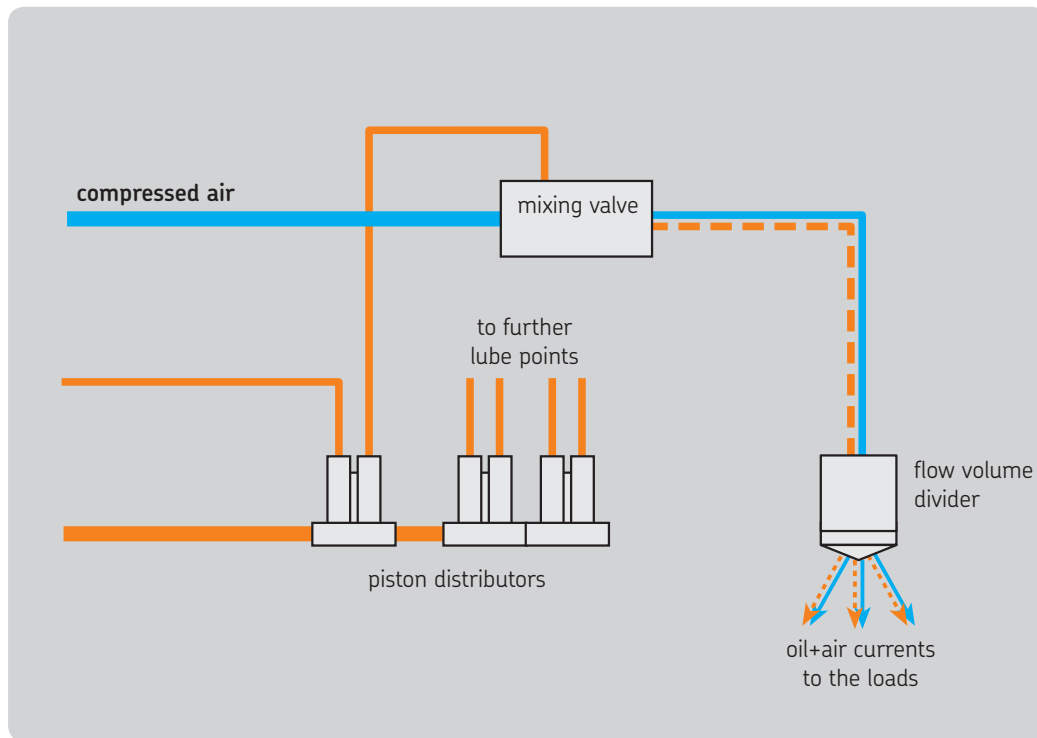 compressed air
mixing valve
to further
lube points
flow volume
divider
piston distributors
oil+air currents
to the loads